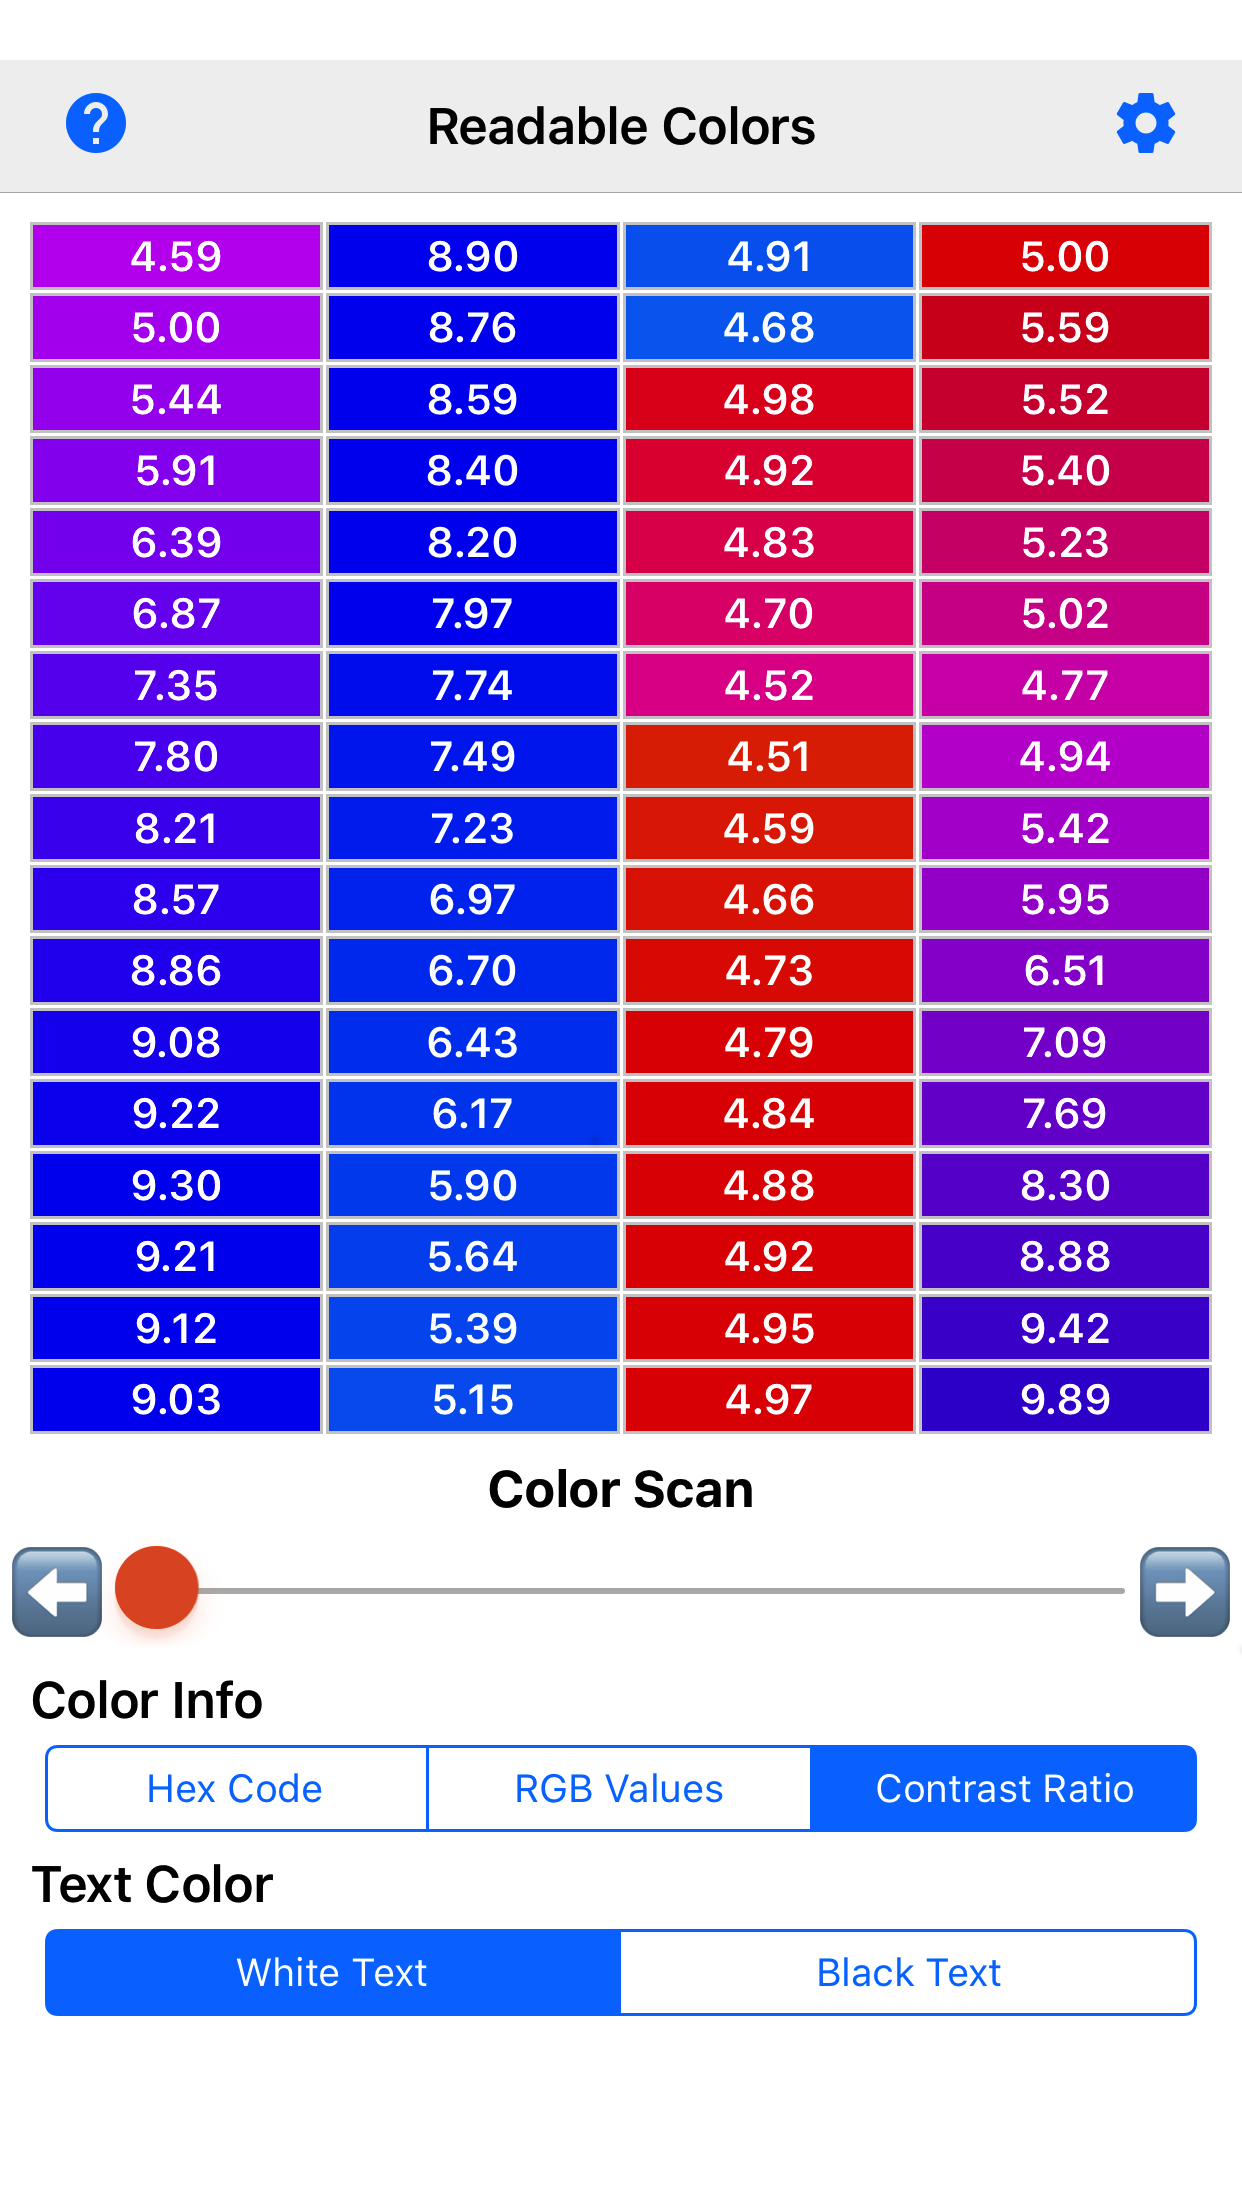 Readable Colors
4.59 8.90 4.91 5.00
5.00 8.76 4.68 5.59
5.44 8.59 4.98 5.52
5.91 8.40 4.92 5.40
6.39 8.20 4.83 5.23
6.87 7.97 4.70 5.02
7.35 7.74 4.52 4.77
7.80 7.49 4.51 4.94
8.21 7.23 4.59 5.42
8.57 6.97 4.66 5.95
8.86 6.70 4.73 6.51
9.08 6.43 4.79 7.09
9.22 6.17 4.84 7.69
9.30 5.90 4.88 8.30
9.21 5.64 4.92 8.88
9.12 5.39 4.95 9.42
9.03 5.15 4.97 9.89
Color Scan
Color Info
Hex Code RGB Values Contrast Ratio
Text Color
White Text Black Text